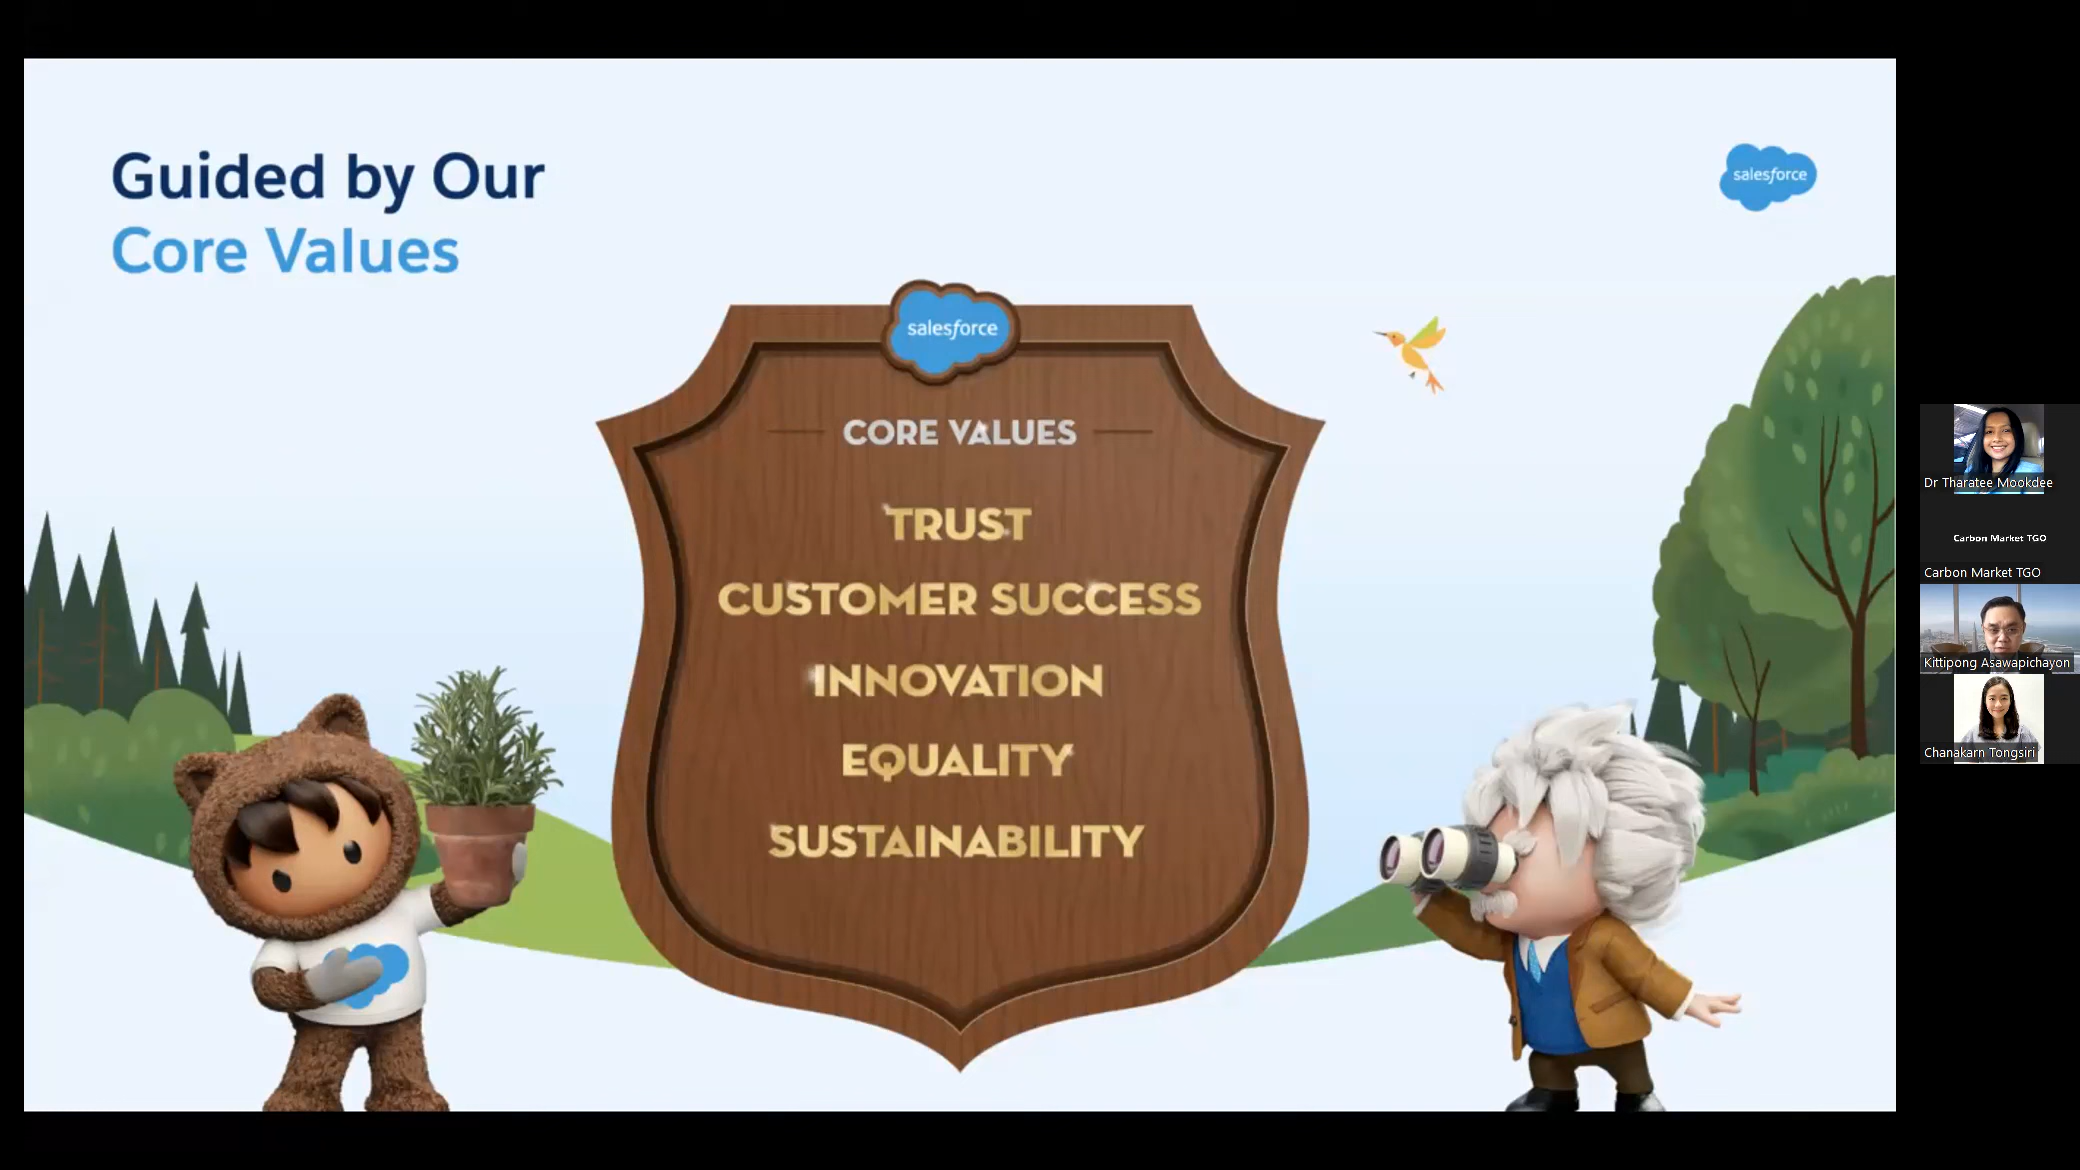 Guided by Our
Core Values
salesforce
salesforce
CORE VALUES
TRUST
CUSTOMER SUCCESS
INNOVATION
EQUALITY
SUSTAINABILITY
Dr Tharatee Mookdee
Carbon Market TGO
Carbon Market TGO
Kittipong Asawapichayon
Chanakarn Tongsiri